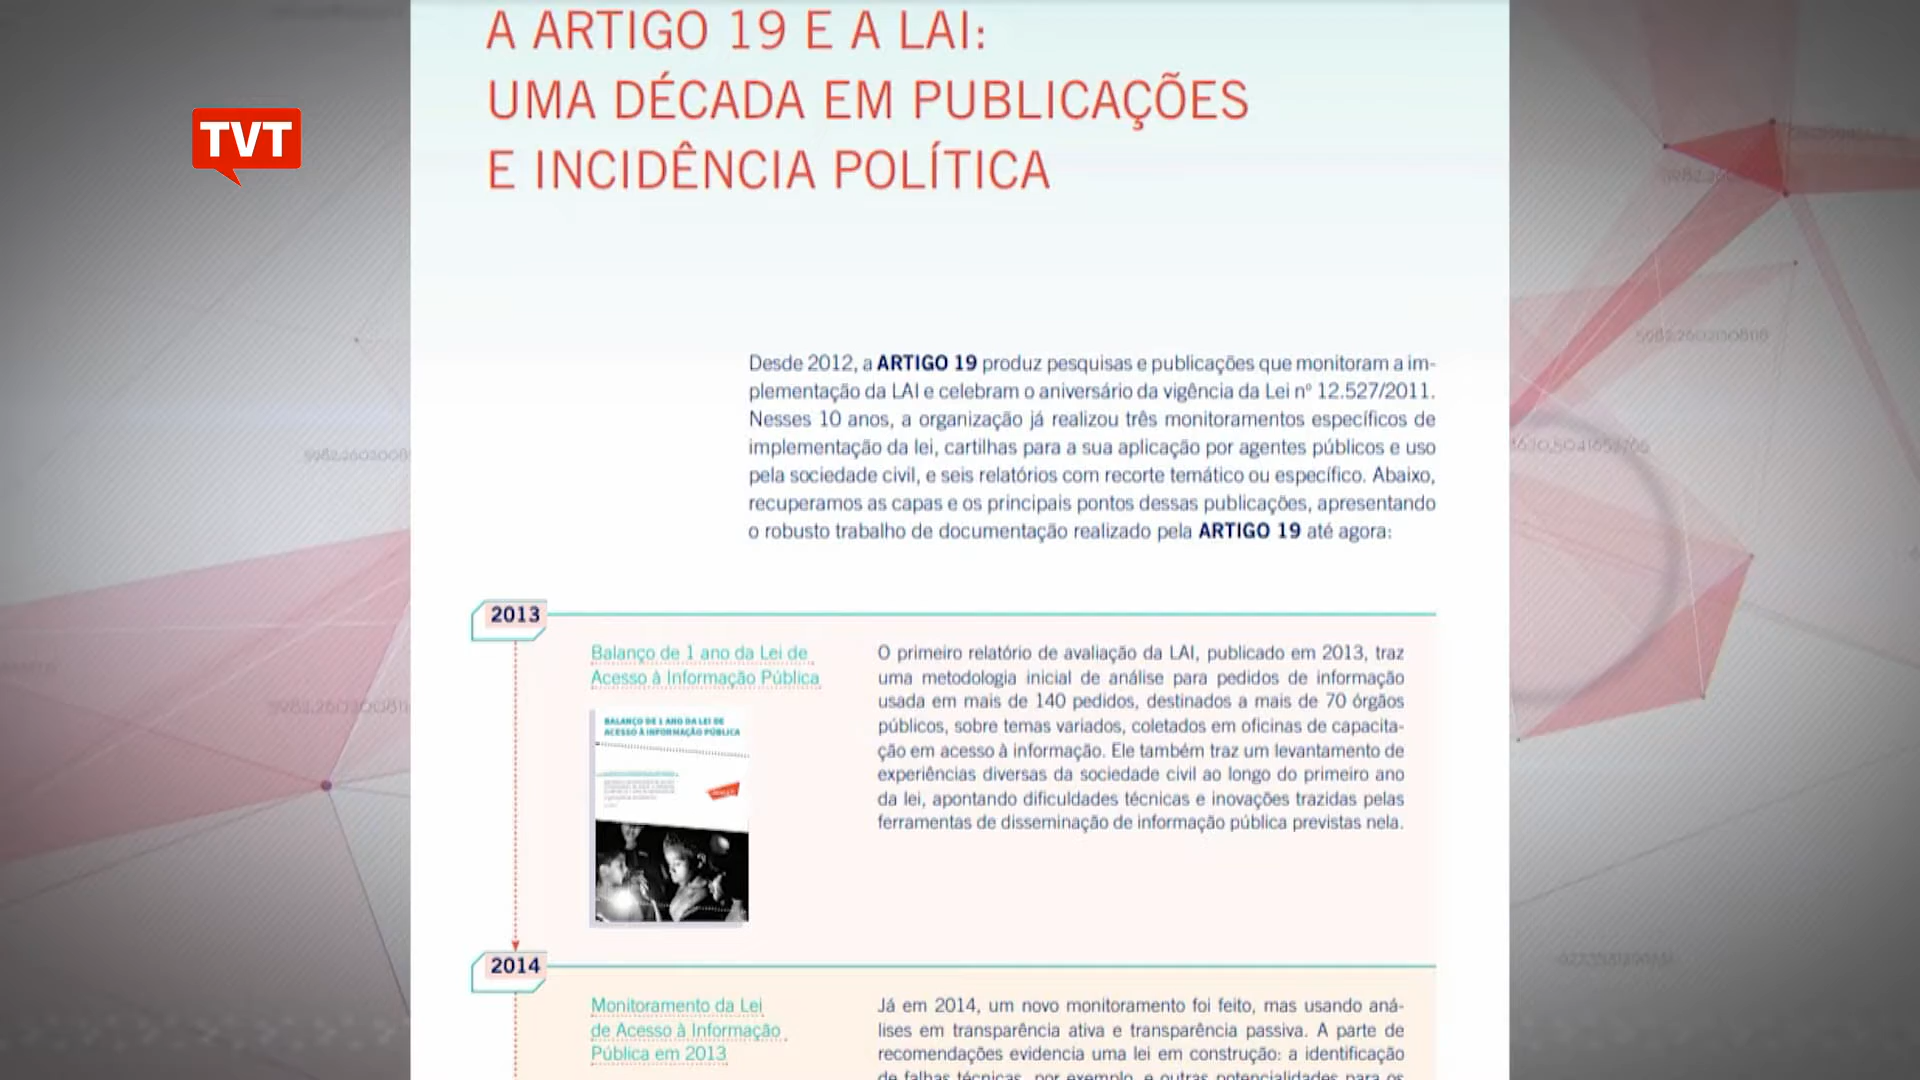 A ARTIGO 19 E A LAI:
UMA DÉCADA EM PUBLICAÇÕES
E INCIDÊNCIA POLÍTICA
TVT
Desde 2012, a ARTIGO 19 produz pesquisas e publicações que monitoram a im-
plementação da LAI e celebram o aniversário da vigência da Lei nº 12.527/2011.
Nesses 10 anos, a organização já realizou três monitoramentos específicos de
implementação da lei, cartilhas para a sua aplicação por agentes públicos e uso
pela sociedade civil, e seis relatórios com recorte temático ou específico. Abaixo,
recuperamos as capas e os principais pontos dessas publicações, apresentando
o robusto trabalho de documentação realizado pela ARTIGO 19 até agora:
2013
Balanço de 1 ano da Lei de
Acesso à Informação Pública
BALANÇO DE 1 ANO DA LEI DE
ACESSO À INFORMAÇÃO PÚBLICA
O primeiro relatório de avaliação da LAI, publicado em 2013, traz
uma metodologia inicial de análise para pedidos de informação
usada em mais de 140 pedidos, destinados a mais de 70 órgãos
públicos, sobre temas variados, coletados em oficinas de capacita-
ção em acesso à informação. Ele também traz um levantamento de
experiências diversas da sociedade civil ao longo do primeiro ano
da lei, apontando dificuldades técnicas e inovações trazidas pelas
ferramentas de disseminação de informação pública previstas nela.
2014
Monitoramento da Lei
de Acesso à Informação
Pública em 2013
Já em 2014, um novo monitoramento foi feito, mas usando aná-
lises em transparência ativa e transparência passiva. A parte de
recomendações evidencia uma lei em construção: a identificação
de falhas técnicas, por exemplo, e outras potencialidades para os